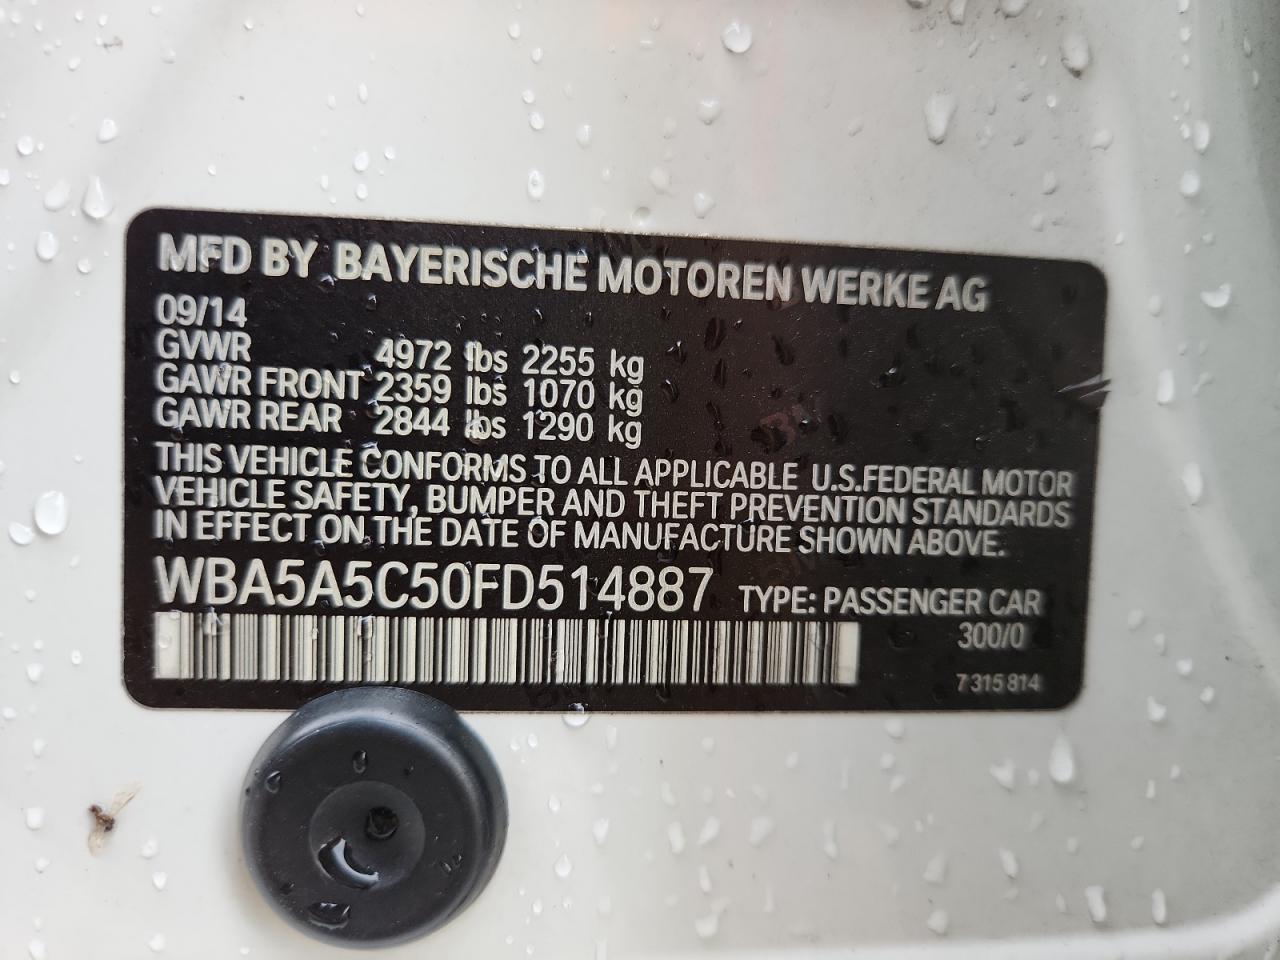 MFD BY BAYERISCHE MOTOREN WERKE AG
09/14
GVWR 4972 lbs 2255 kg
GAWR FRONT 2359 lbs 1070 kg
GAWR REAR 2844 lbs 1290 kg
THIS VEHICLE CONFORMS TO ALL APPLICABLE U.S.FEDERAL MOTOR
VEHICLE SAFETY, BUMPER AND THEFT PREVENTION STANDARDS
IN EFFECT ON THE DATE OF MANUFACTURE SHOWN ABOVE.
WBA5A5C50FD514887 TYPE: PASSENGER CAR
300/0
7 315 814